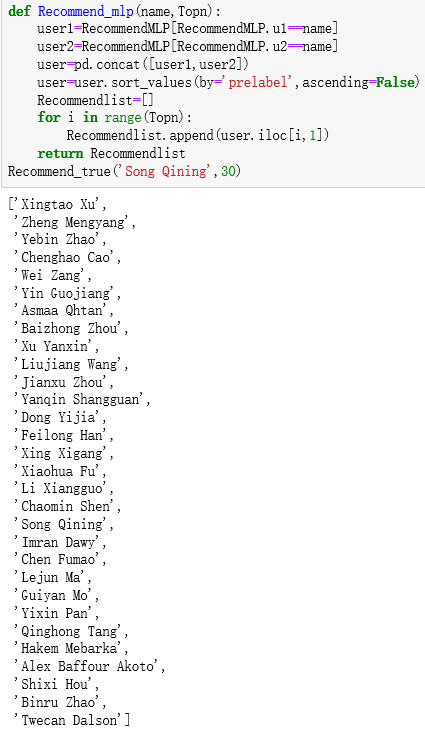 def Recommend_mlp(name,Topn):
    user1=RecommendMLP[RecommendMLP.u1==name]
    user2=RecommendMLP[RecommendMLP.u2==name]
    user=pd.concat([user1,user2])
    user=user.sort_values(by='prelabel',ascending=False)
    Recommendlist=[]
    for i in range(Topn):
        Recommendlist.append(user.iloc[i,1])
    return Recommendlist
Recommend_true('Song Qining',30)
['Xingtao Xu',
 'Zheng Mengyang',
 'Yebin Zhao',
 'Chenghao Cao',
 'Wei Zang',
 'Yin Guojiang',
 'Asmaa Qhtan',
 'Baizhong Zhou',
 'Xu Yanxin',
 'Liujiang Wang',
 'Jianxu Zhou',
 'Yanqin Shangguan',
 'Dong Yijia',
 'Feilong Han',
 'Xing Xigang',
 'Xiaohua Fu',
 'Li Xiangguo',
 'Chaomin Shen',
 'Song Qining',
 'Imran Dawy',
 'Chen Fumao',
 'Lejun Ma',
 'Guiyan Mo',
 'Yixin Pan',
 'Qinghong Tang',
 'Hakem Mebarka',
 'Alex Baffour Akoto',
 'Shixi Hou',
 'Binru Zhao',
 'Twecan Dalson']